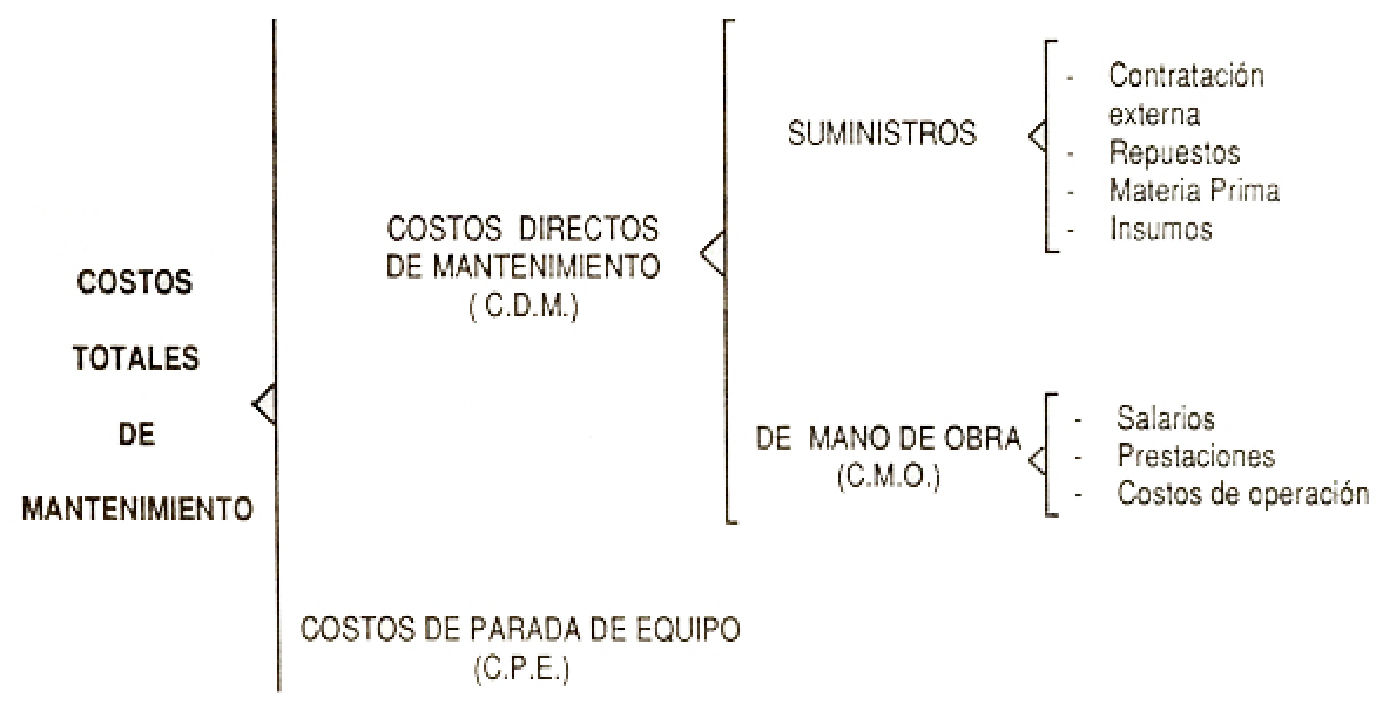 COSTOS
TOTALES
DE
MANTENIMIENTO
COSTOS DIRECTOS
DE MANTENIMIENTO
( C.D.M.)
SUMINISTROS
- Contratación
externa
- Repuestos
- Materia Prima
- Insumos
DE MANO DE OBRA
(C.M.O.)
- Salarios
- Prestaciones
- Costos de operación
COSTOS DE PARADA DE EQUIPO
(C.P.E.)